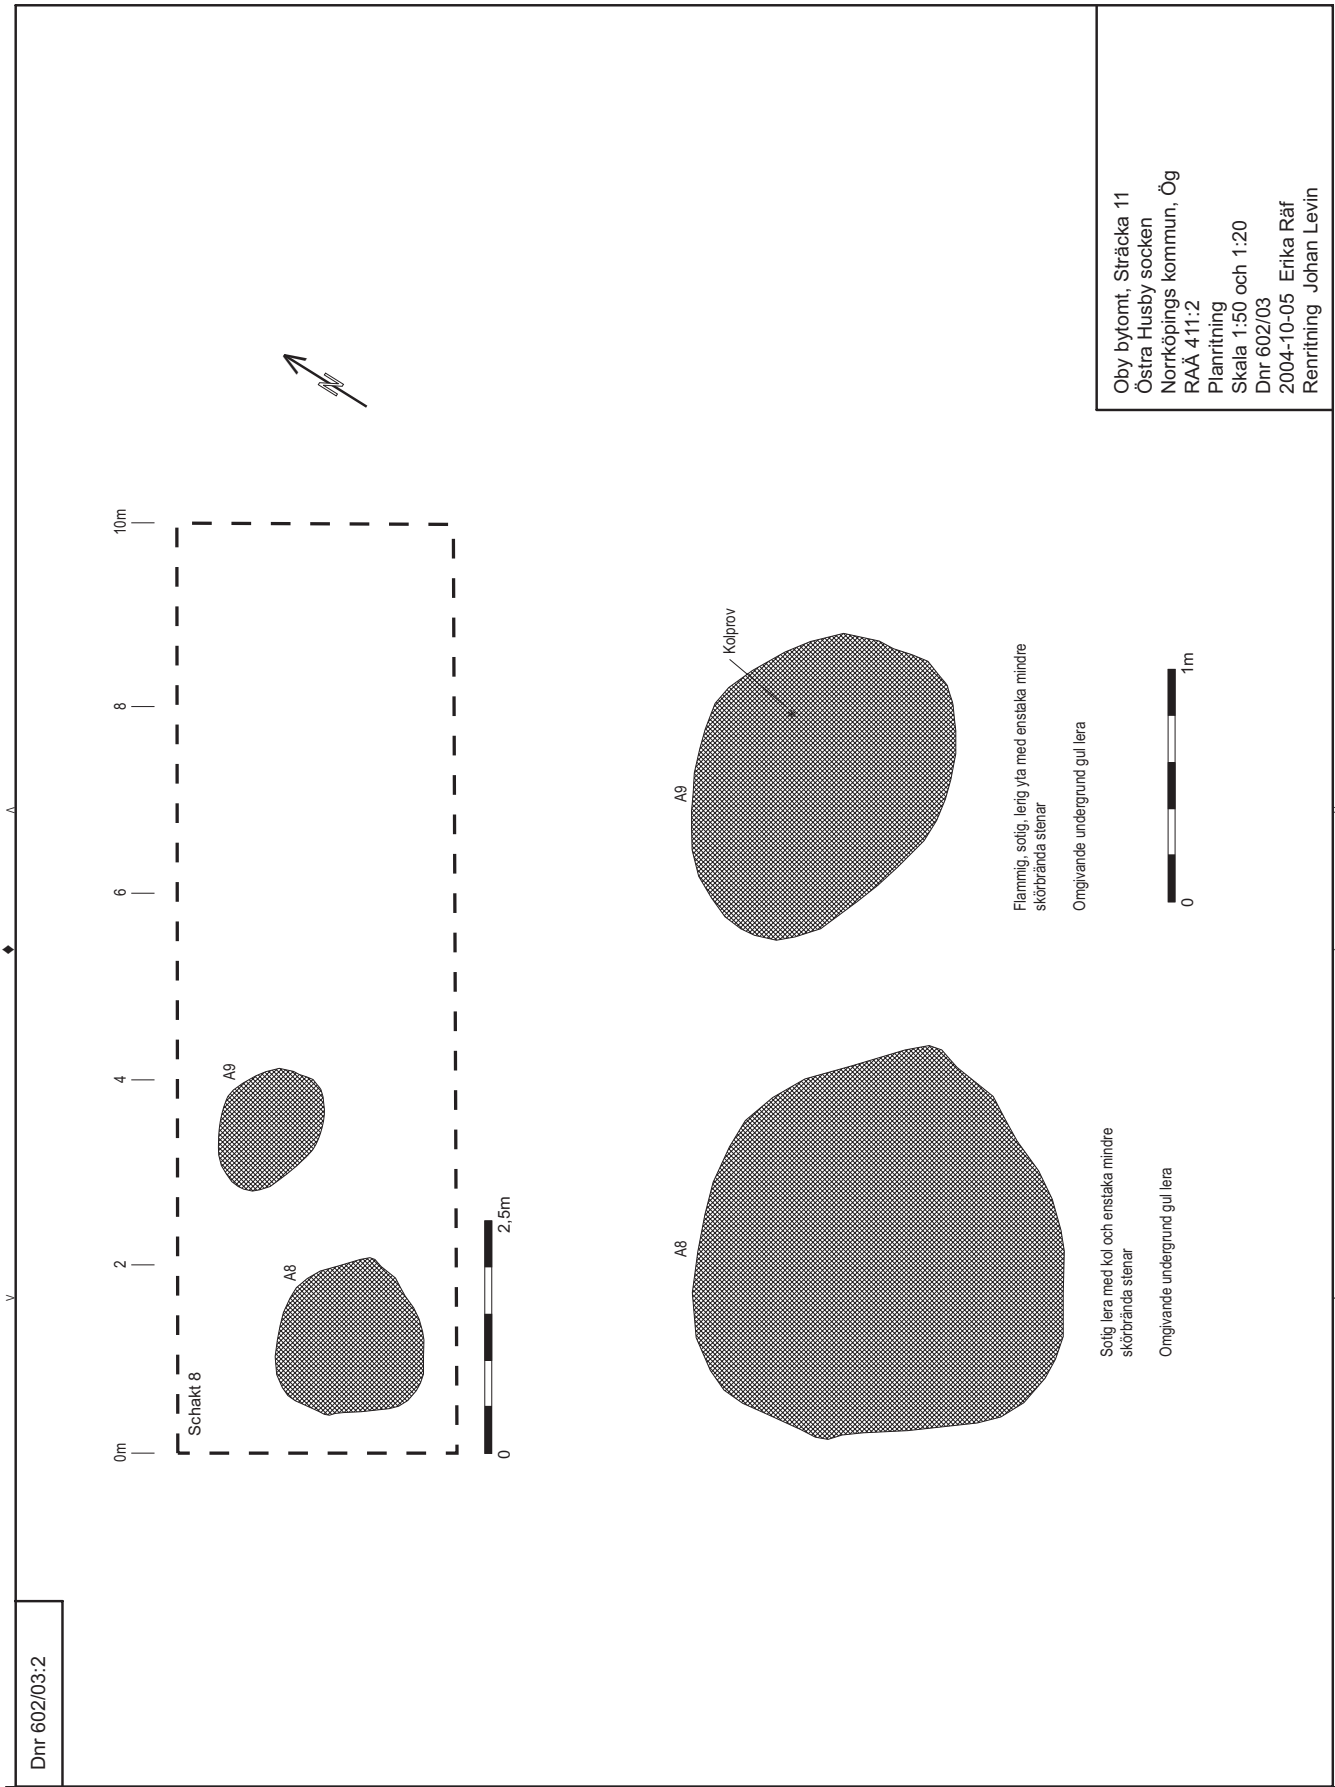 Dnr 602/03:2
0m
2
4
6
8
10m
Schakt 8
A8
A9
0
2,5m
N
A8
A9
Kolprov
Sotig lera med kol och enstaka mindre
skörbrända stenar
Omgivande undergrund gul lera
Flammig, sotig, lerig yta med enstaka mindre
skörbrända stenar
Omgivande undergrund gul lera
0
1m
Oby bytomt, Sträcka 11
Östra Husby socken
Norrköpings kommun, Ög
RAÄ 411:2
Planritning
Skala 1:50 och 1:20
Dnr 602/03
2004-10-05 Erika Räf
Renritning Johan Levin